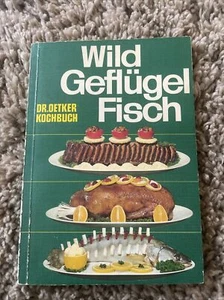 Wild
Geflügel
Fisch
DR.OETKER
KOCHBUCH